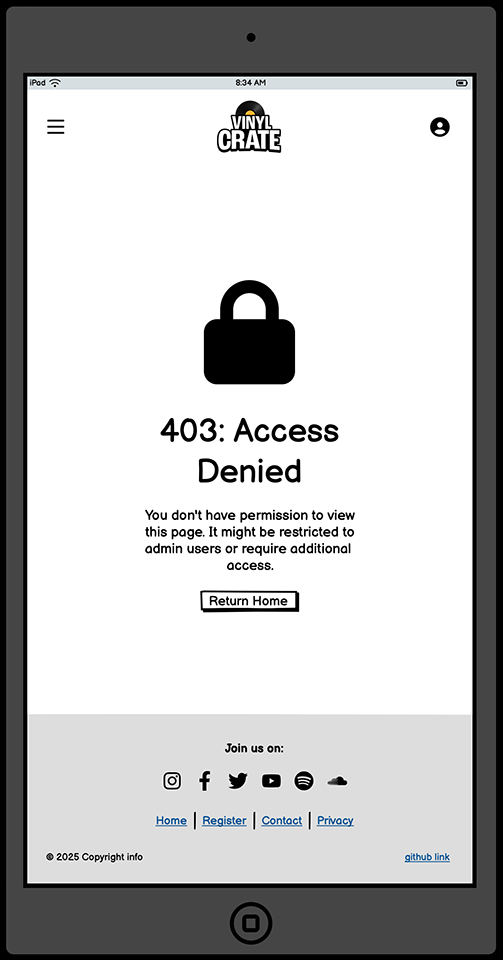 iPad 8:34 AM
VINYL
CRATE
403: Access
Denied
You don't have permission to view
this page. It might be restricted to
admin users or require additional
access.
Return Home
Join us on:
Home | Register | Contact | Privacy
© 2025 Copyright info github link